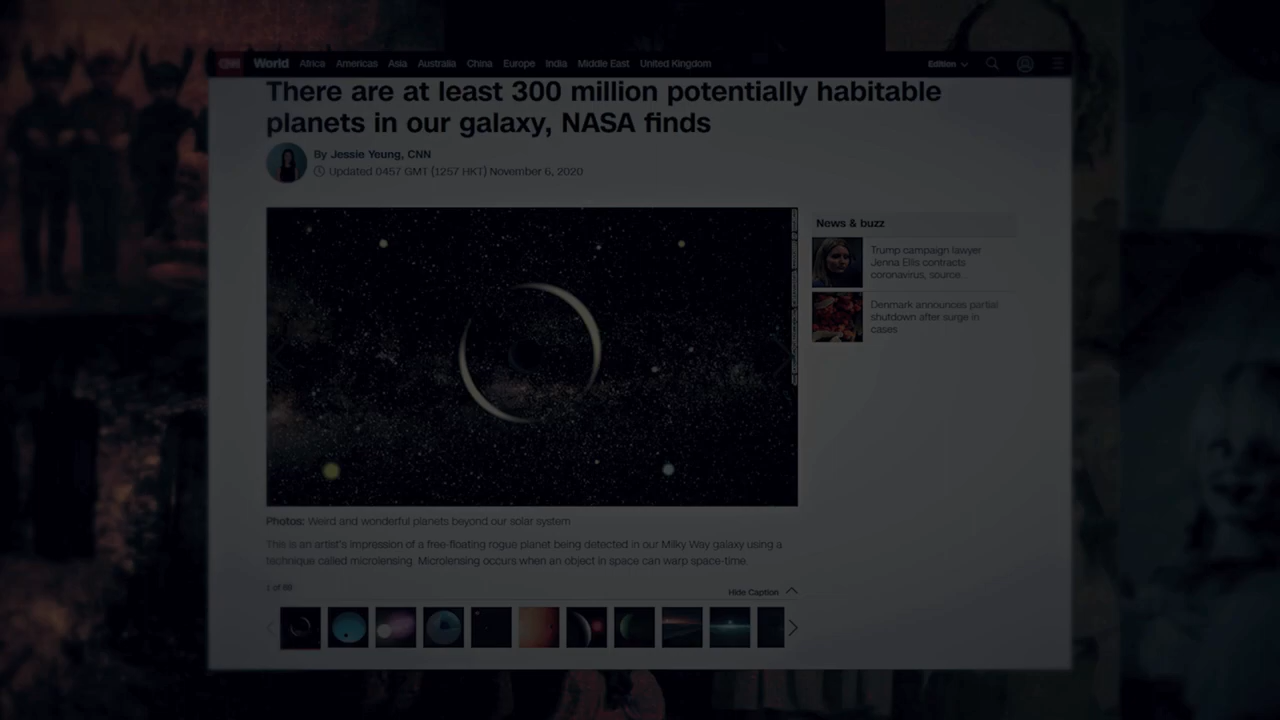 CNN World Africa Americas Asia Australia China Europe India Middle East United Kingdom Edition
There are at least 300 million potentially habitable
planets in our galaxy, NASA finds
By Jessie Yeung, CNN
Updated 0457 GMT (1257 HKT) November 6, 2020
News & buzz
Trump campaign lawyer
Jenna Ellis contracts
coronavirus, source...
Denmark announces partial
shutdown after surge in
cases
Photos: Weird and wonderful planets beyond our solar system
This is an artist's impression of a free-floating rogue planet being detected in our Milky Way galaxy using a
technique called microlensing. Microlensing occurs when an object in space can warp space-time.
1 of 88
Hide Caption